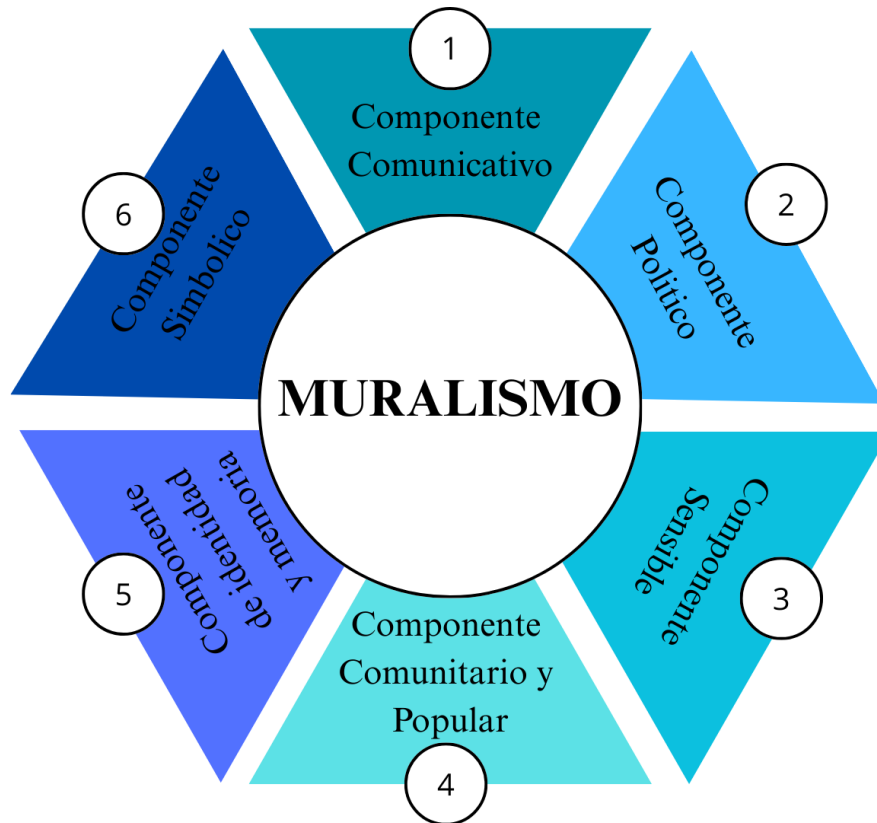 1
Componente
Comunicativo
2
Componente
Politico
3
Componente
Sensible
4
Componente
Comunitario y
Popular
5
Componente
de identidad
y memoria
6
Componente
Simbolico
MURALISMO